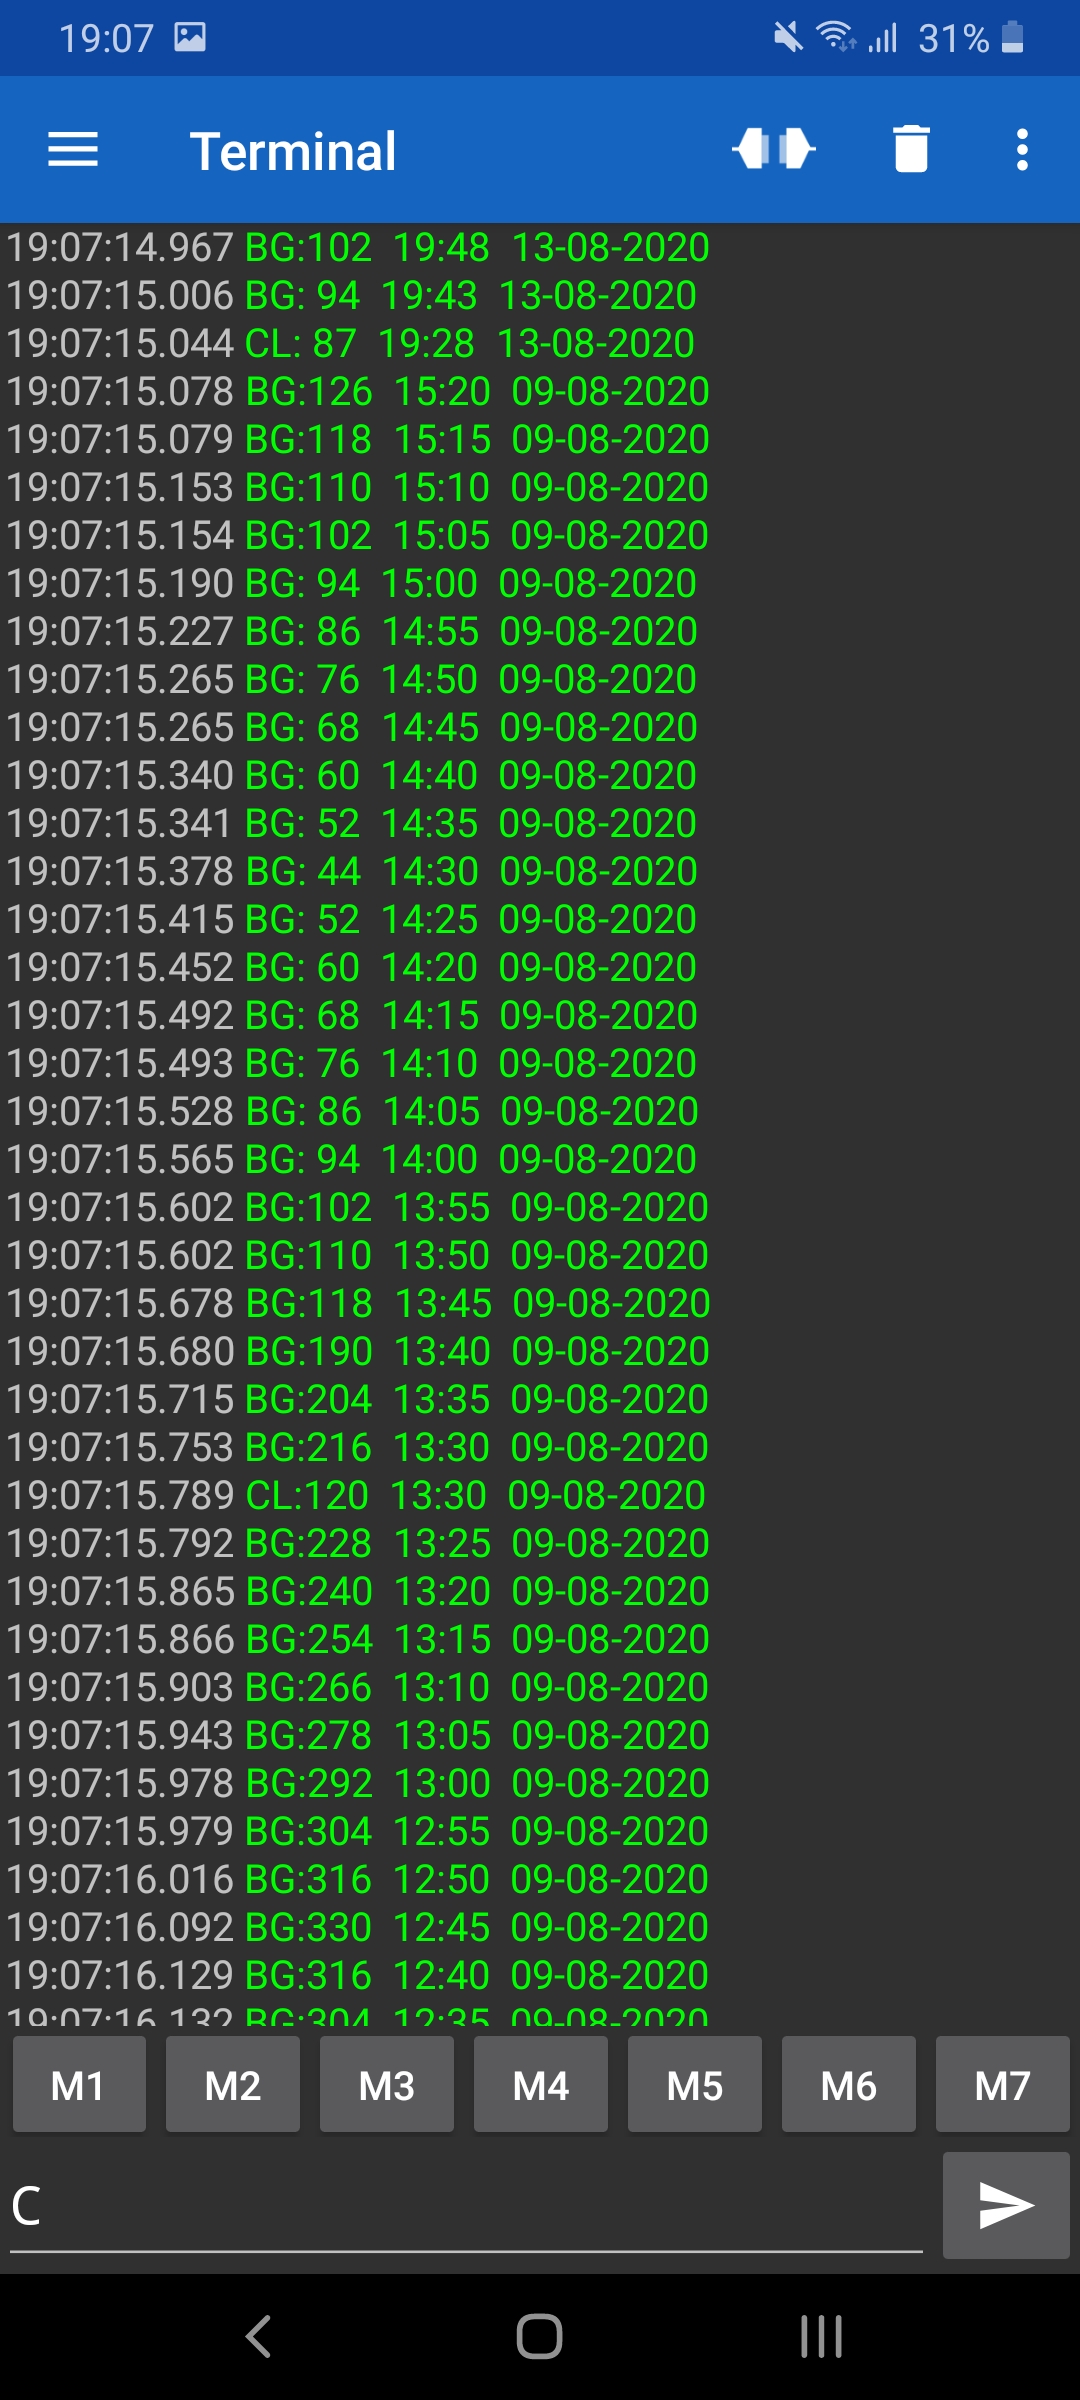 19:07 31%
Terminal
19:07:14.967 BG:102 19:48 13-08-2020
19:07:15.006 BG: 94 19:43 13-08-2020
19:07:15.044 CL: 87 19:28 13-08-2020
19:07:15.078 BG:126 15:20 09-08-2020
19:07:15.079 BG:118 15:15 09-08-2020
19:07:15.153 BG:110 15:10 09-08-2020
19:07:15.154 BG:102 15:05 09-08-2020
19:07:15.190 BG: 94 15:00 09-08-2020
19:07:15.227 BG: 86 14:55 09-08-2020
19:07:15.265 BG: 76 14:50 09-08-2020
19:07:15.265 BG: 68 14:45 09-08-2020
19:07:15.340 BG: 60 14:40 09-08-2020
19:07:15.341 BG: 52 14:35 09-08-2020
19:07:15.378 BG: 44 14:30 09-08-2020
19:07:15.415 BG: 52 14:25 09-08-2020
19:07:15.452 BG: 60 14:20 09-08-2020
19:07:15.492 BG: 68 14:15 09-08-2020
19:07:15.493 BG: 76 14:10 09-08-2020
19:07:15.528 BG: 86 14:05 09-08-2020
19:07:15.565 BG: 94 14:00 09-08-2020
19:07:15.602 BG:102 13:55 09-08-2020
19:07:15.602 BG:110 13:50 09-08-2020
19:07:15.678 BG:118 13:45 09-08-2020
19:07:15.680 BG:190 13:40 09-08-2020
19:07:15.715 BG:204 13:35 09-08-2020
19:07:15.753 BG:216 13:30 09-08-2020
19:07:15.789 CL:120 13:30 09-08-2020
19:07:15.792 BG:228 13:25 09-08-2020
19:07:15.865 BG:240 13:20 09-08-2020
19:07:15.866 BG:254 13:15 09-08-2020
19:07:15.903 BG:266 13:10 09-08-2020
19:07:15.943 BG:278 13:05 09-08-2020
19:07:15.978 BG:292 13:00 09-08-2020
19:07:15.979 BG:304 12:55 09-08-2020
19:07:16.016 BG:316 12:50 09-08-2020
19:07:16.092 BG:330 12:45 09-08-2020
19:07:16.129 BG:316 12:40 09-08-2020
19:07:16.132 BG:304 12:35 09-08-2020
M1 M2 M3 M4 M5 M6 M7
C